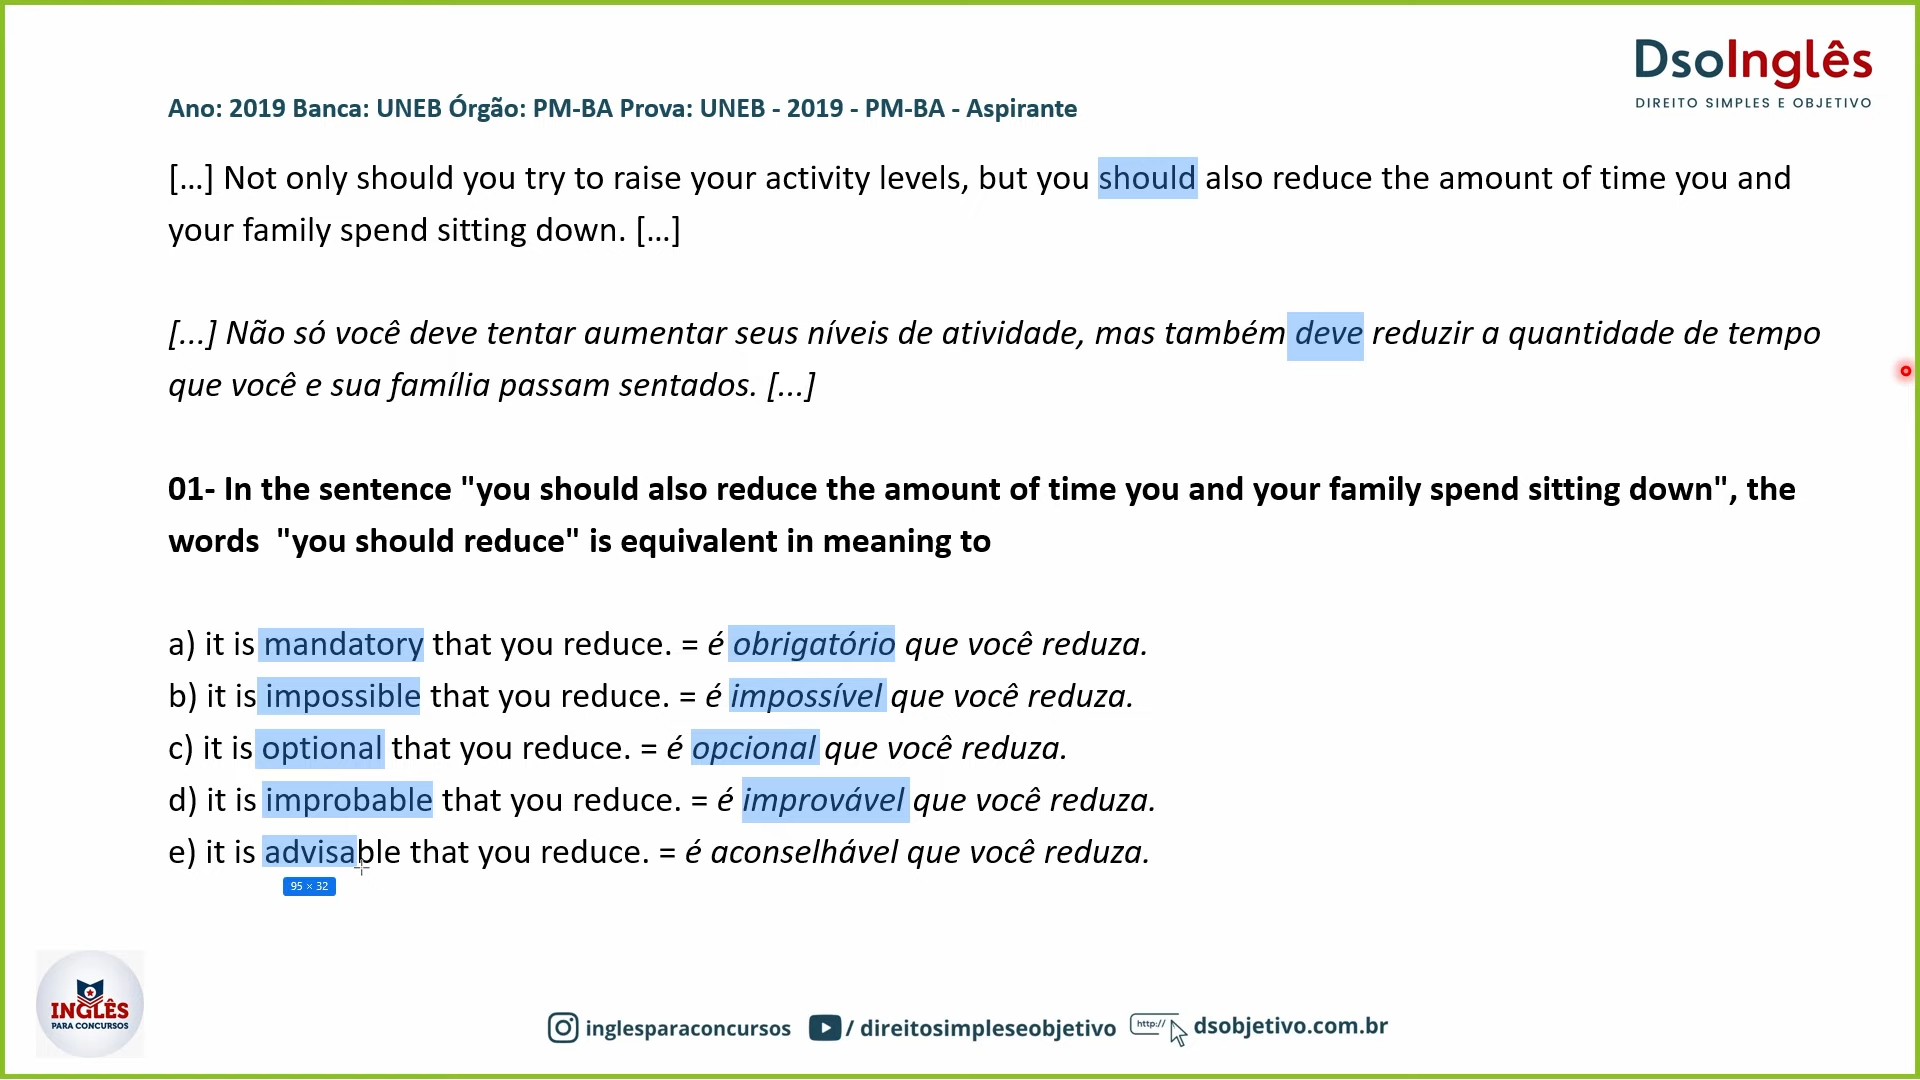 DsoInglês
DIREITO SIMPLES E OBJETIVO
Ano: 2019 Banca: UNEB Órgão: PM-BA Prova: UNEB - 2019 - PM-BA - Aspirante
[...] Not only should you try to raise your activity levels, but you should also reduce the amount of time you and
your family spend sitting down. [...]
[...] Não só você deve tentar aumentar seus níveis de atividade, mas também deve reduzir a quantidade de tempo
que você e sua família passam sentados. [...]
01- In the sentence "you should also reduce the amount of time you and your family spend sitting down", the
words "you should reduce" is equivalent in meaning to
a) it is mandatory that you reduce. = é obrigatório que você reduza.
b) it is impossible that you reduce. = é impossível que você reduza.
c) it is optional that you reduce. = é opcional que você reduza.
d) it is improbable that you reduce. = é improvável que você reduza.
e) it is advisable that you reduce. = é aconselhável que você reduza.
95 × 32
INGLÊS
PARA CONCURSOS
inglesparaconcursos / direitosimpleseobjetivo http:// dsobjetivo.com.br